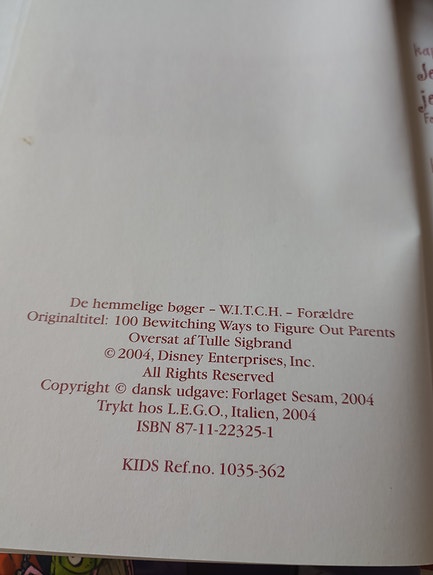 De hemmelige bøger – W.I.T.C.H. – Forældre
Originaltitel: 100 Bewitching Ways to Figure Out Parents
Oversat af Tulle Sigbrand
© 2004, Disney Enterprises, Inc.
All Rights Reserved
Copyright © dansk udgave: Forlaget Sesam, 2004
Trykt hos L.E.G.O., Italien, 2004
ISBN 87-11-22325-1
KIDS Ref.no. 1035-362